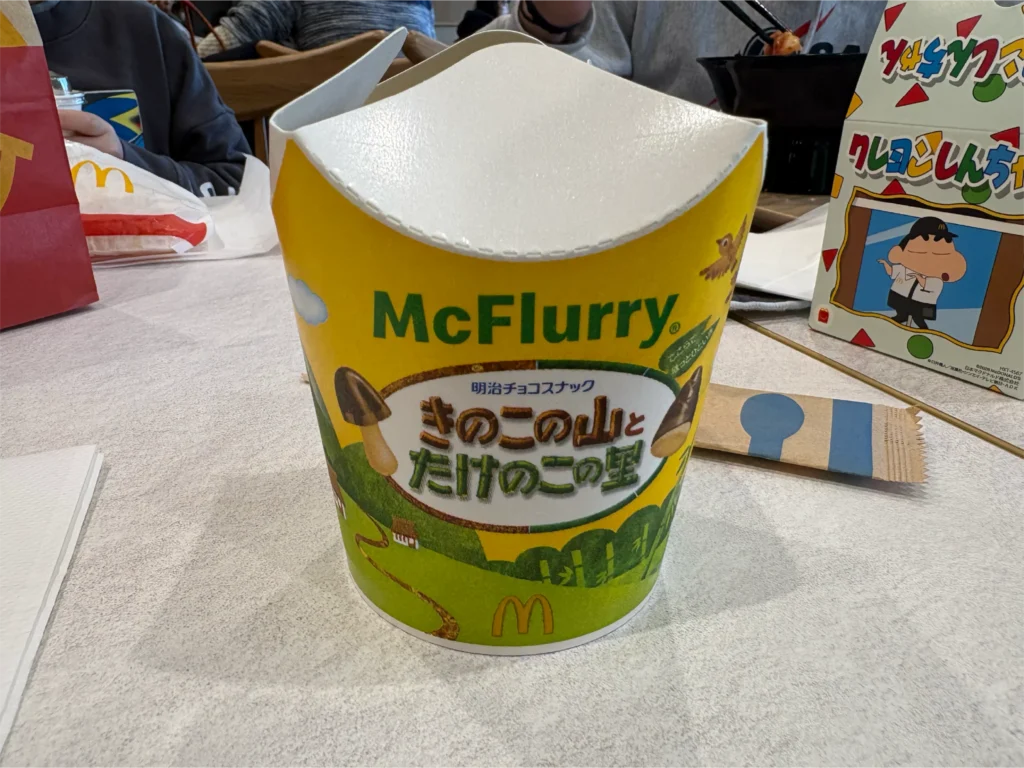 McFlurry®
明治チョコスナック
きのこの山と
たけのこの里
クレヨンしんちゃ